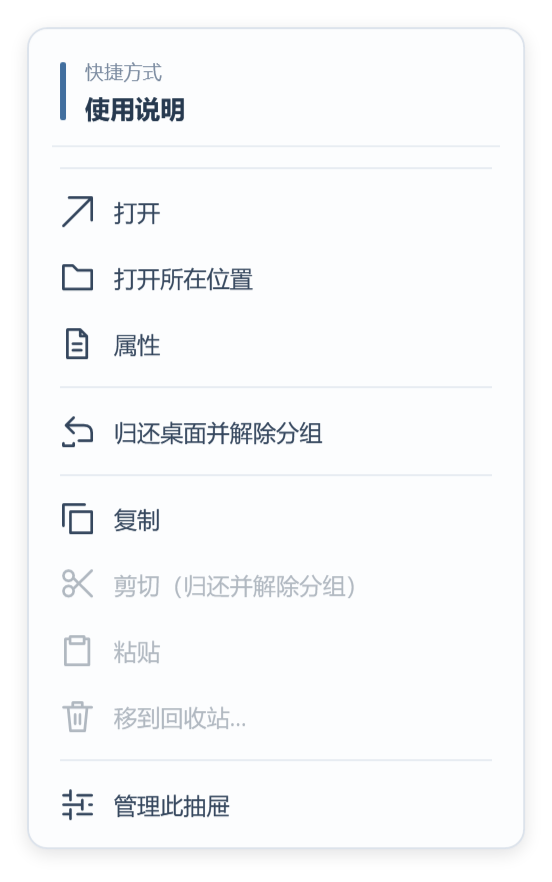 快捷方式
使用说明
打开
打开所在位置
属性
归还桌面并解除分组
复制
剪切（归还并解除分组）
粘贴
移到回收站...
管理此抽屉